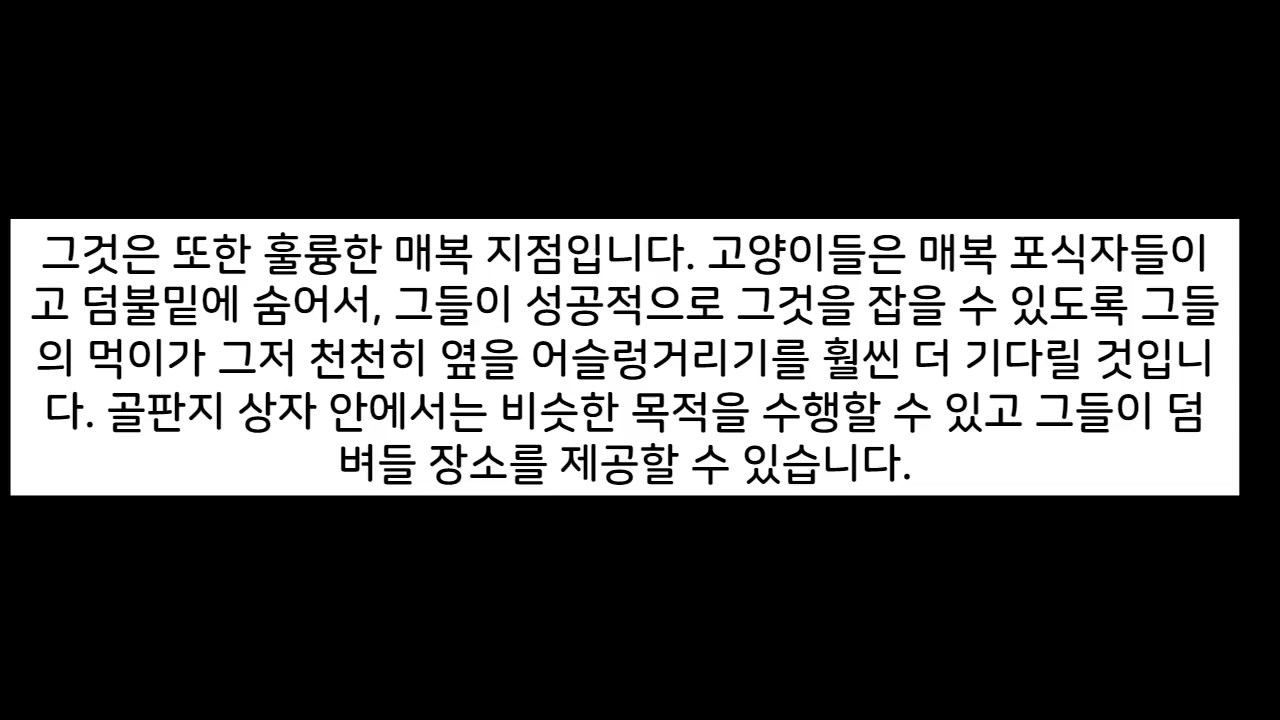 그것은 또한 훌륭한 매복 지점입니다. 고양이들은 매복 포식자들이
고 덤불밑에 숨어서, 그들이 성공적으로 그것을 잡을 수 있도록 그들
의 먹이가 그저 천천히 옆을 어슬렁거리기를 훨씬 더 기다릴 것입니
다. 골판지 상자 안에서는 비슷한 목적을 수행할 수 있고 그들이 덤
벼들 장소를 제공할 수 있습니다.